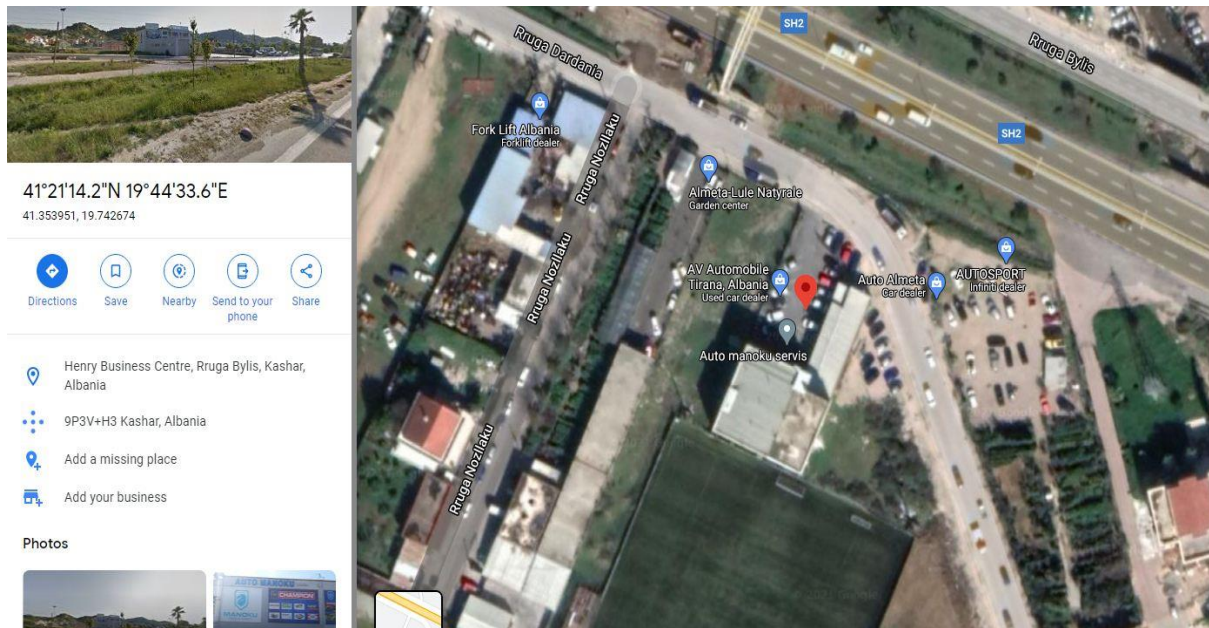 41°21'14.2"N 19°44'33.6"E
41.353951, 19.742674
Directions
Save
Nearby
Send to your
phone
Share
Henry Business Centre, Rruga Bylis, Kashar,
Albania
9P3V+H3 Kashar, Albania
Add a missing place
Add your business
Photos
AUTO MANOKU
MANOKU
CHAMPION
SH2
Rruga Dardania
Rruga Bylis
Fork Lift Albania
Forklift dealer
Rruga Nozllaku
SH2
Almeta-Lule Natyrale
Garden center
Rruga Nozllaku
AV Automobile
Tirana, Albania
Used car dealer
Auto Almeta
Car dealer
AUTOSPORT
Infiniti dealer
Auto manoku servis
Rruga Nozllaku